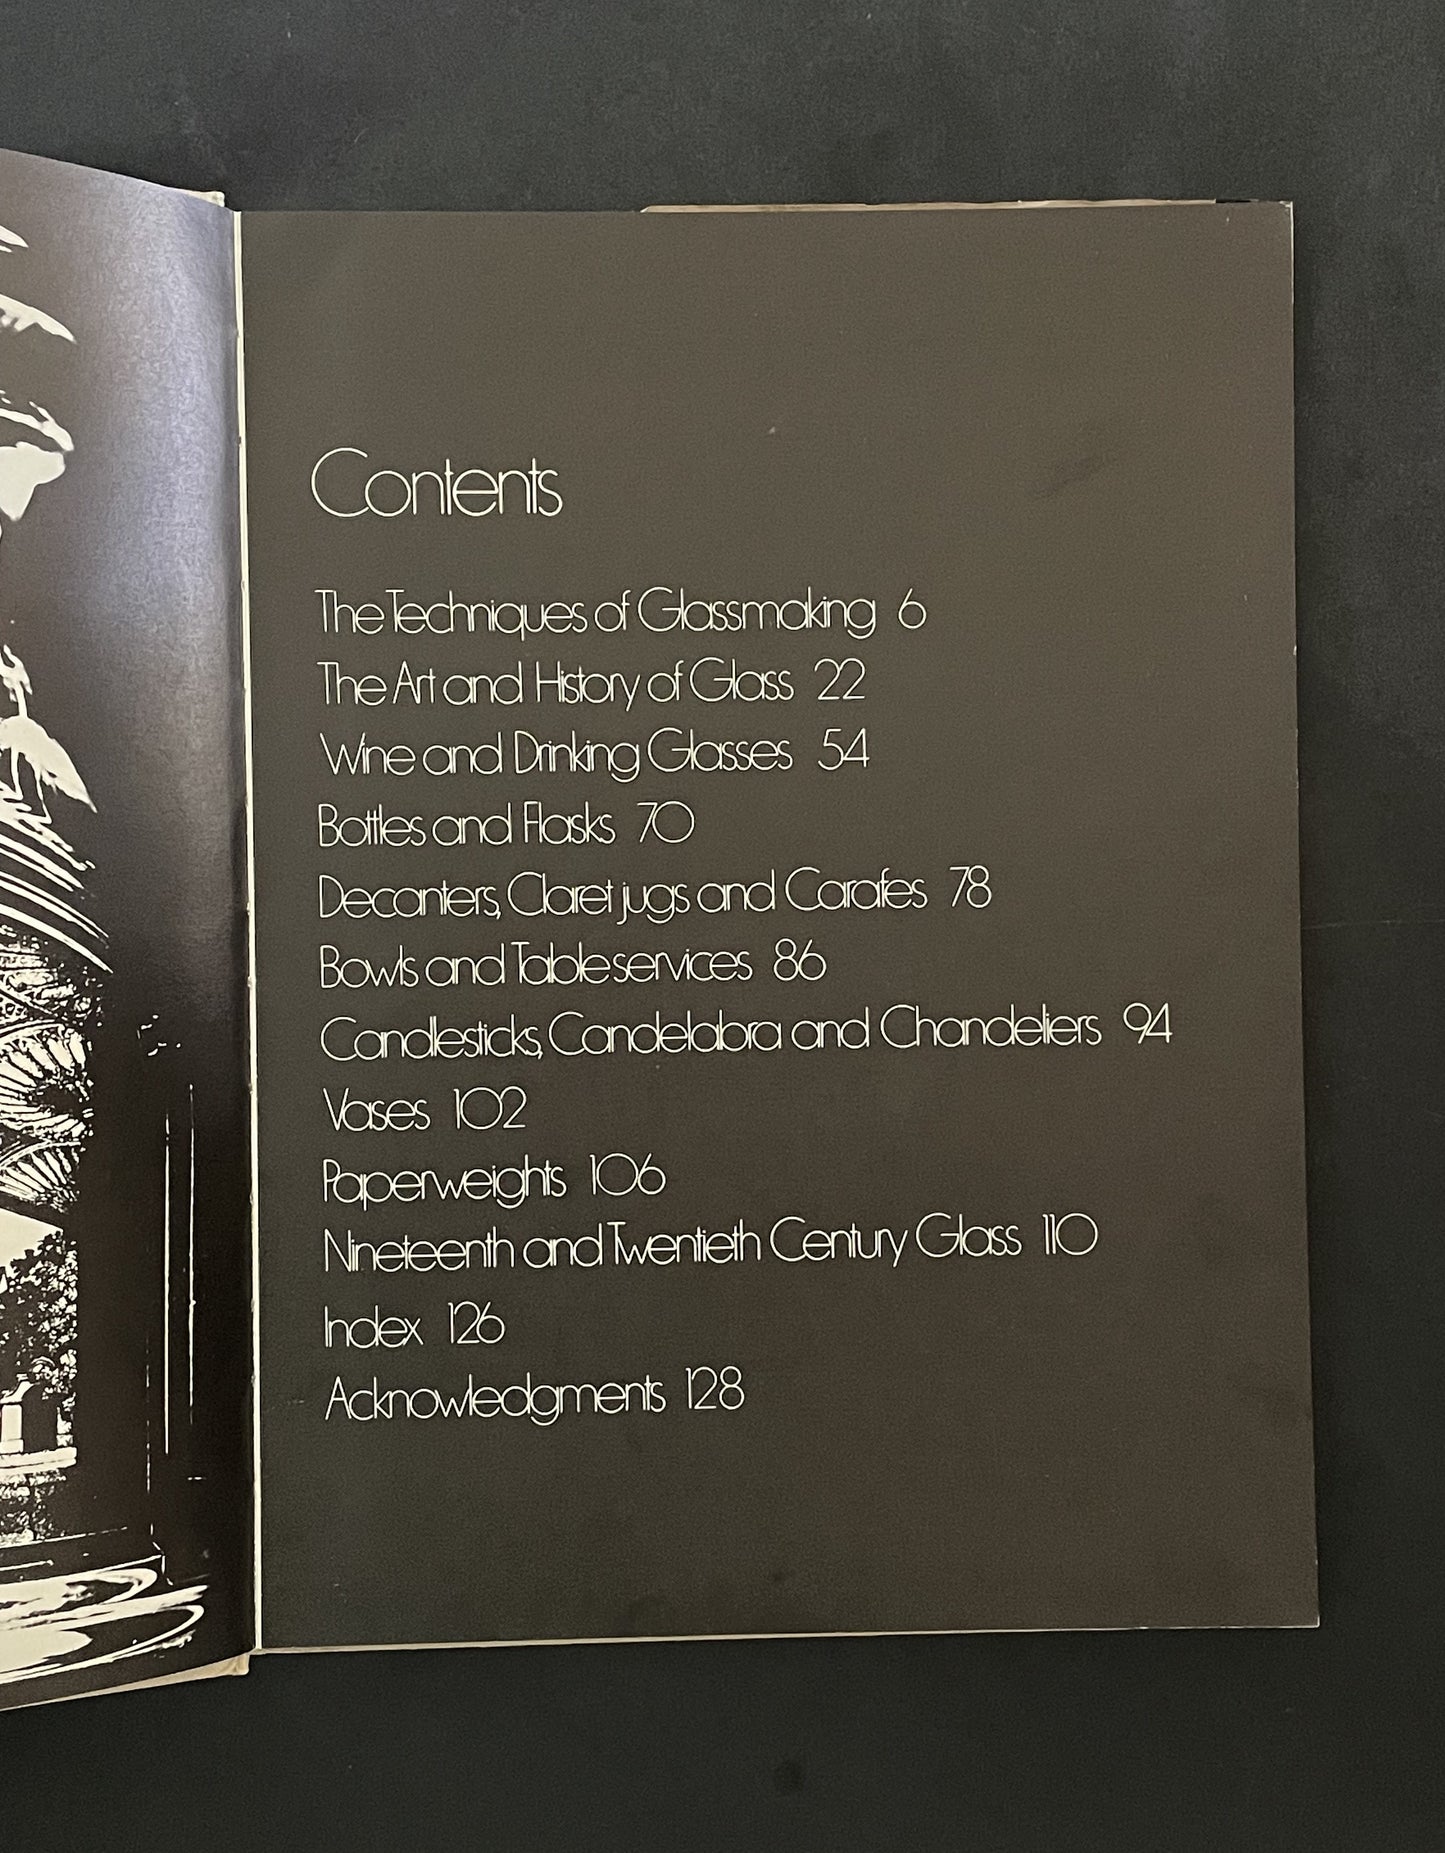 Contents
The Techniques of Glassmaking 6
The Art and History of Glass 22
Wine and Drinking Glasses 54
Bottles and Flasks 70
Decanters, Claret jugs and Carafes 78
Bowls and Tableservices 86
Candlesticks, Candelabra and Chandeliers 94
Vases 102
Paperweights 106
Nineteenth and Twentieth Century Glass 110
Index 126
Acknowledgments 128